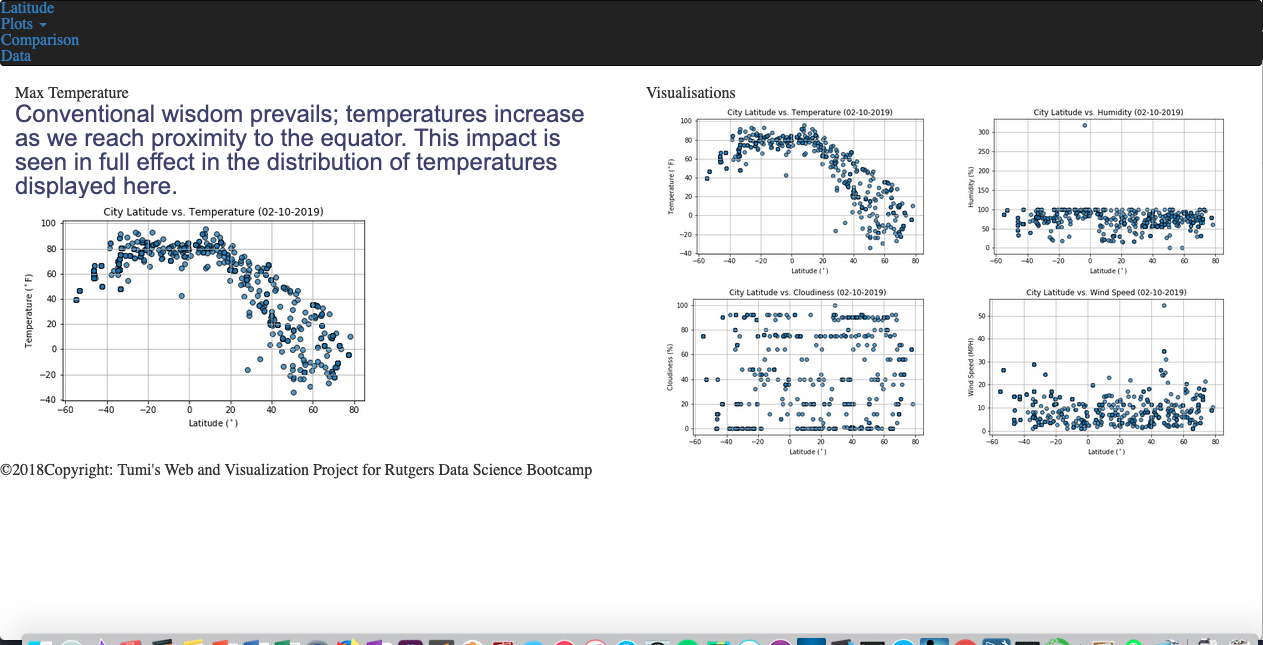 Latitude
Plots
Comparison
Data
Max Temperature
Conventional wisdom prevails; temperatures increase
as we reach proximity to the equator. This impact is
seen in full effect in the distribution of temperatures
displayed here.
City Latitude vs. Temperature (02-10-2019)
Temperature (°F)
100
80
60
40
20
0
−20
−40
−60 −40 −20 0 20 40 60 80
Latitude (°)
Visualisations
City Latitude vs. Temperature (02-10-2019)
Temperature (°F)
100
80
60
40
20
0
−20
−40
−60 −40 −20 0 20 40 60 80
Latitude (°)
City Latitude vs. Humidity (02-10-2019)
Humidity (%)
300
250
200
150
100
50
0
−60 −40 −20 0 20 40 60 80
Latitude (°)
City Latitude vs. Cloudiness (02-10-2019)
Cloudiness (%)
100
80
60
40
20
0
−60 −40 −20 0 20 40 60 80
Latitude (°)
City Latitude vs. Wind Speed (02-10-2019)
Wind Speed (MPH)
50
40
30
20
10
0
−60 −40 −20 0 20 40 60 80
Latitude (°)
©2018Copyright: Tumi's Web and Visualization Project for Rutgers Data Science Bootcamp